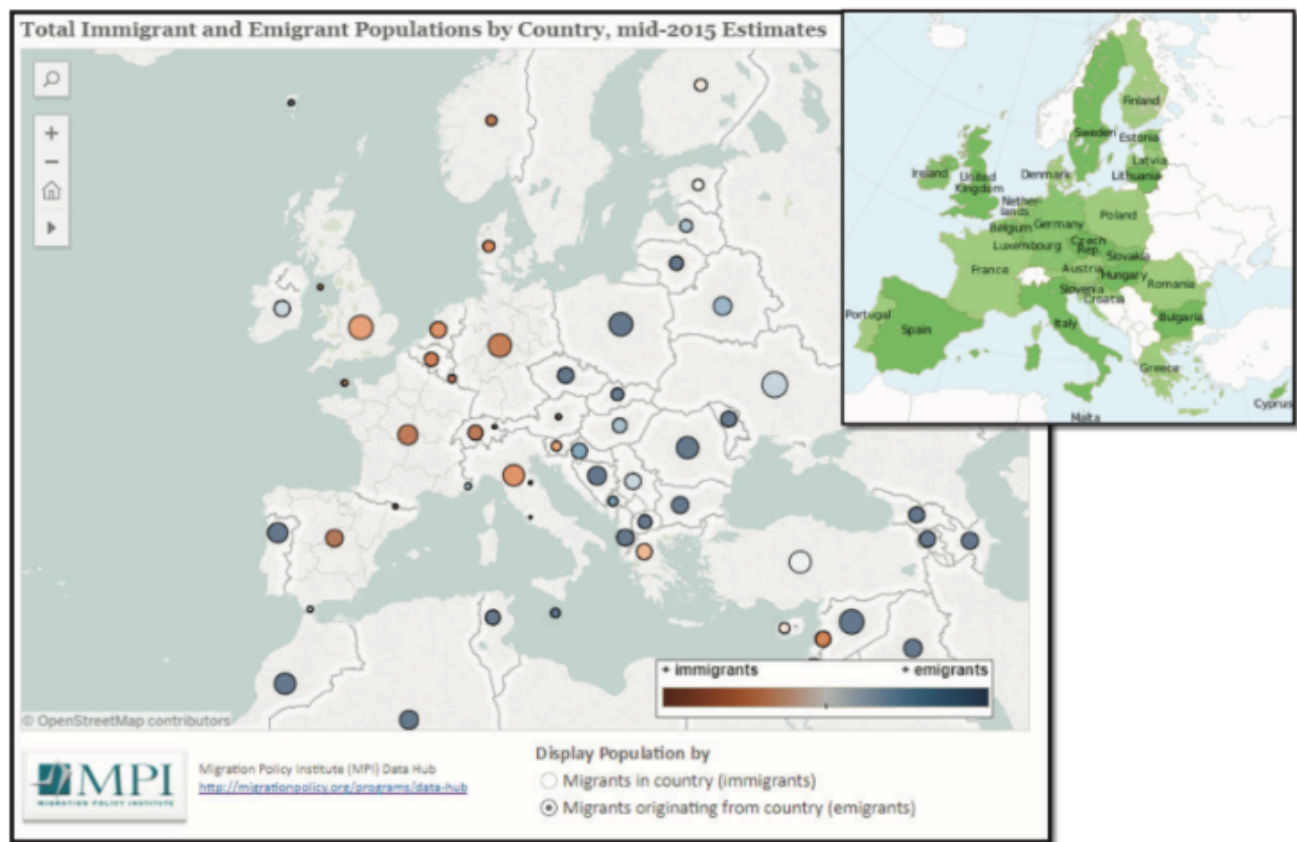 Total Immigrant and Emigrant Populations by Country, mid-2015 Estimates
+
−
Finland
Sweden
Estonia
Latvia
Lithuania
Ireland
United
Kingdom
Denmark
Nether-
lands
Belgium
Germany
Poland
Luxembourg
Czech
Rep.
Slovakia
France
Austria
Hungary
Slovenia
Romania
Croatia
Portugal
Spain
Italy
Bulgaria
Greece
Cyprus
Malta
+ immigrants
+ emigrants
© OpenStreetMap contributors
MPI
MIGRATION POLICY INSTITUTE
Migration Policy Institute (MPI) Data Hub
http://migrationpolicy.org/programs/data-hub
Display Population by
Migrants in country (immigrants)
Migrants originating from country (emigrants)